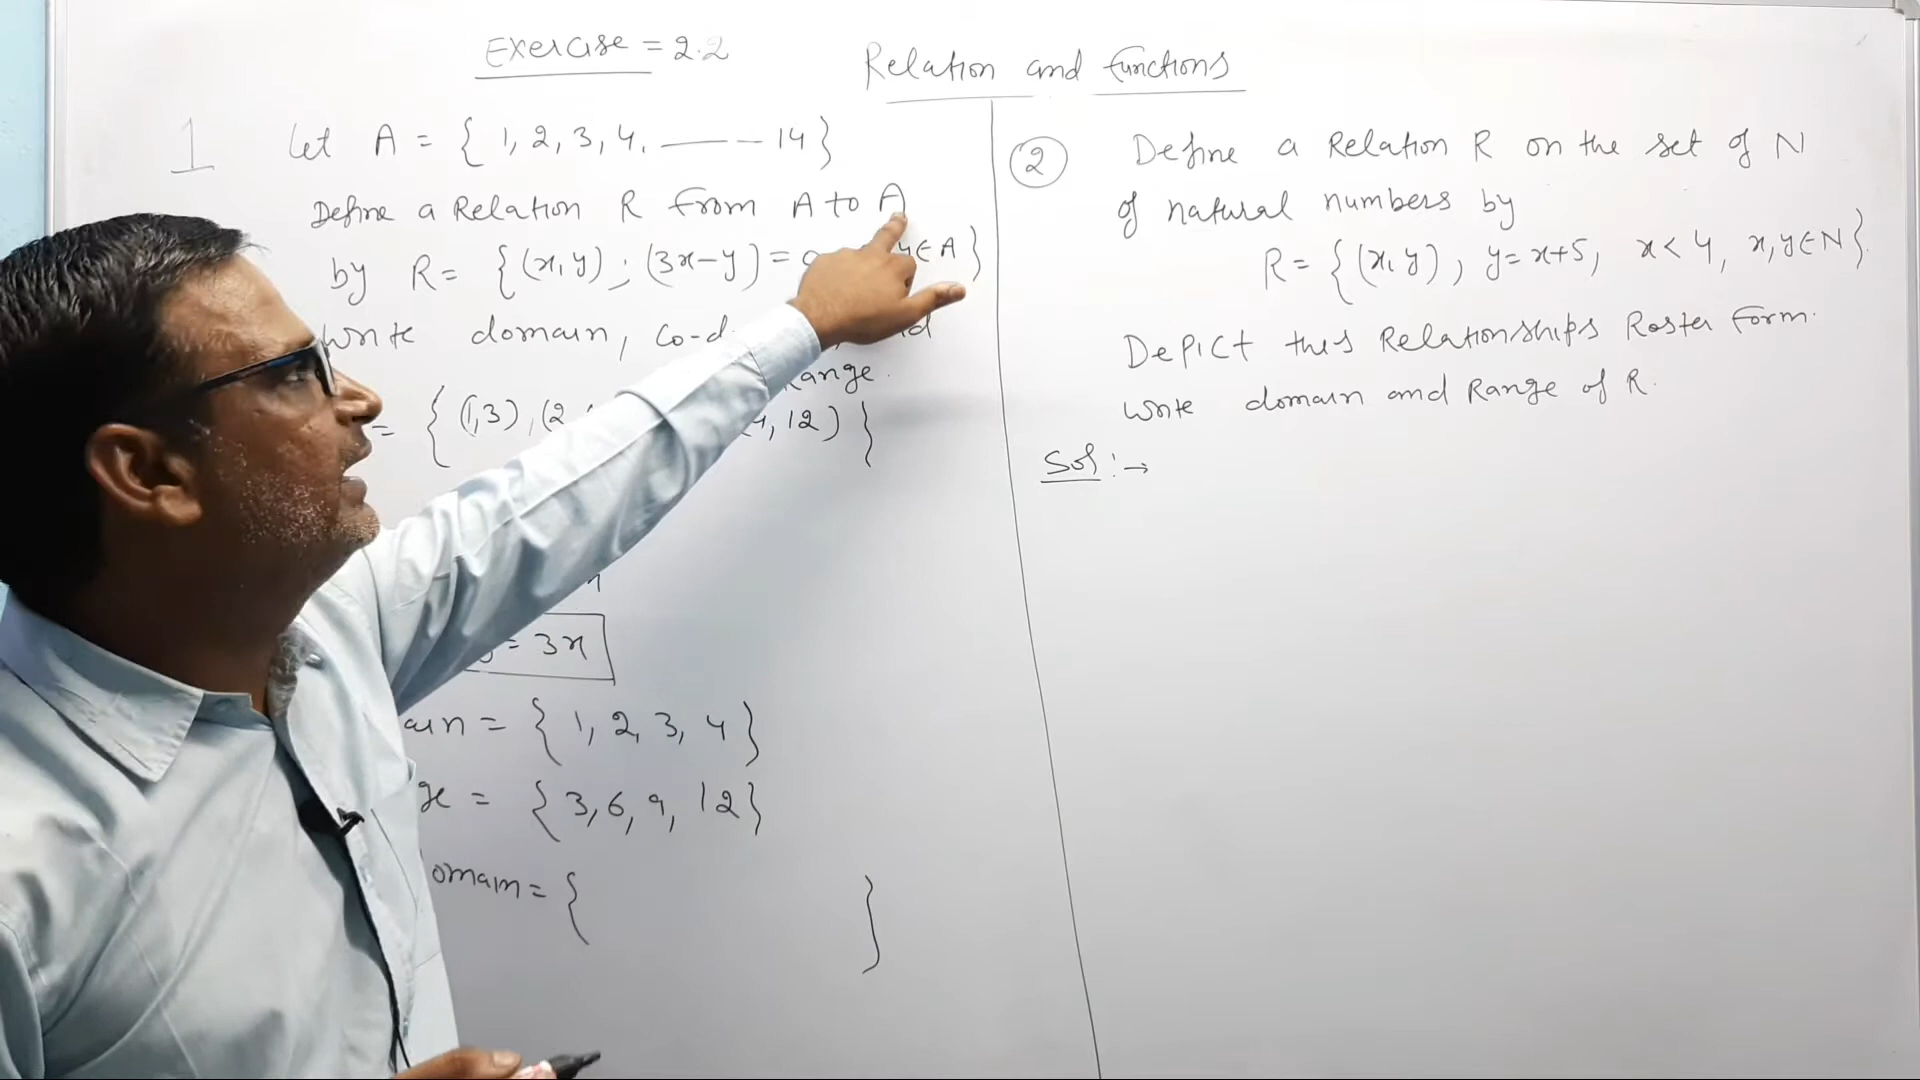 Exercise = 2.2
Relation and functions
1 Let A = { 1, 2, 3, 4, —— – 14 }
Define a Relation R from A to A
by R = { (x, y) ; (3x – y) = y ∈ A }
Write domain, Co-d
Range.
= { (1,3), (2 , 12) }
= 3x
= { 1, 2, 3, 4 }
= { 3, 6, 9, 12 }
omain = { }
2 Define a Relation R on the set of N
of natural numbers by
R = { (x, y), y = x+5, x < 4, x, y ∈ N }.
Depict this Relationships Roster form.
write domain and Range of R.
Sol :→